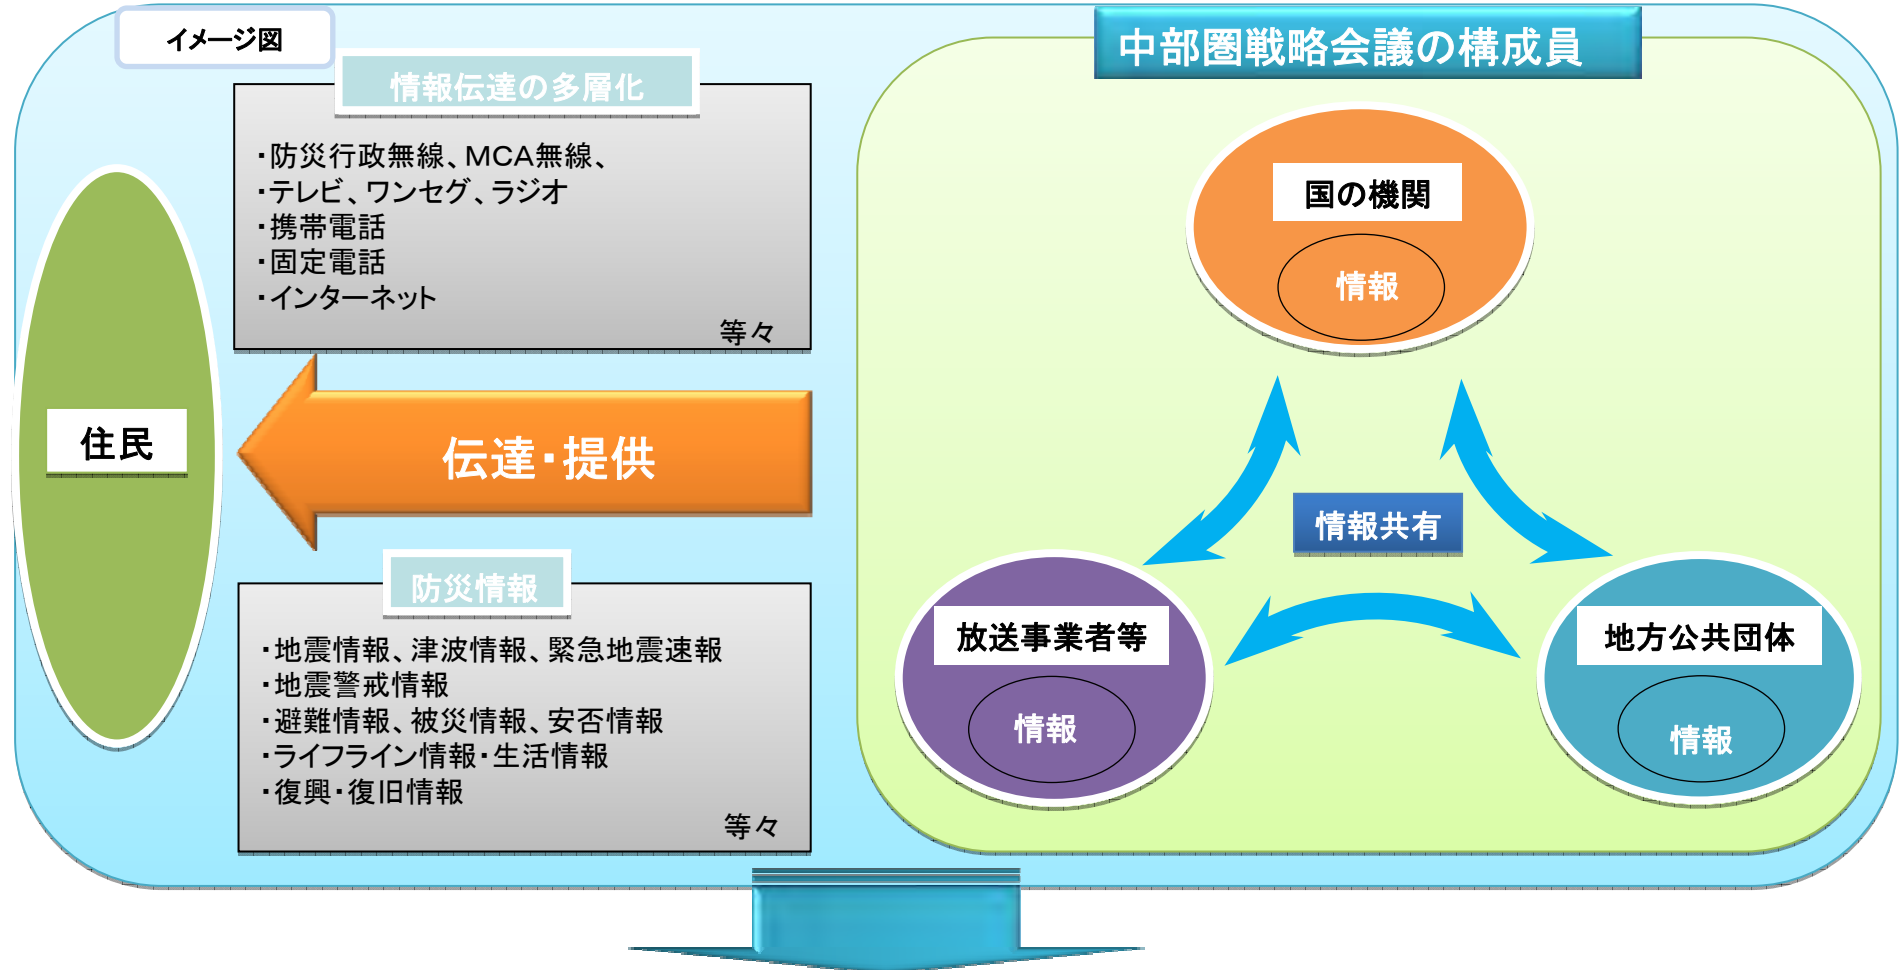 イメージ図
情報伝達の多層化
・防災行政無線、MCA無線、
・テレビ、ワンセグ、ラジオ
・携帯電話
・固定電話
・インターネット
等々
住民
伝達・提供
防災情報
・地震情報、津波情報、緊急地震速報
・地震警戒情報
・避難情報、被災情報、安否情報
・ライフライン情報・生活情報
・復興・復旧情報
等々
中部圏戦略会議の構成員
国の機関
情報
情報共有
放送事業者等
情報
地方公共団体
情報